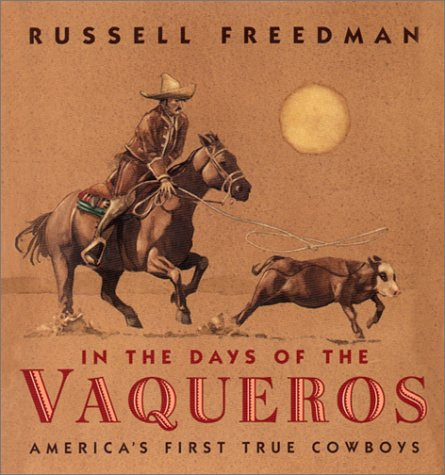 RUSSELL FREEDMAN
IN THE DAYS OF THE
VAQUEROS
AMERICA'S FIRST TRUE COWBOYS